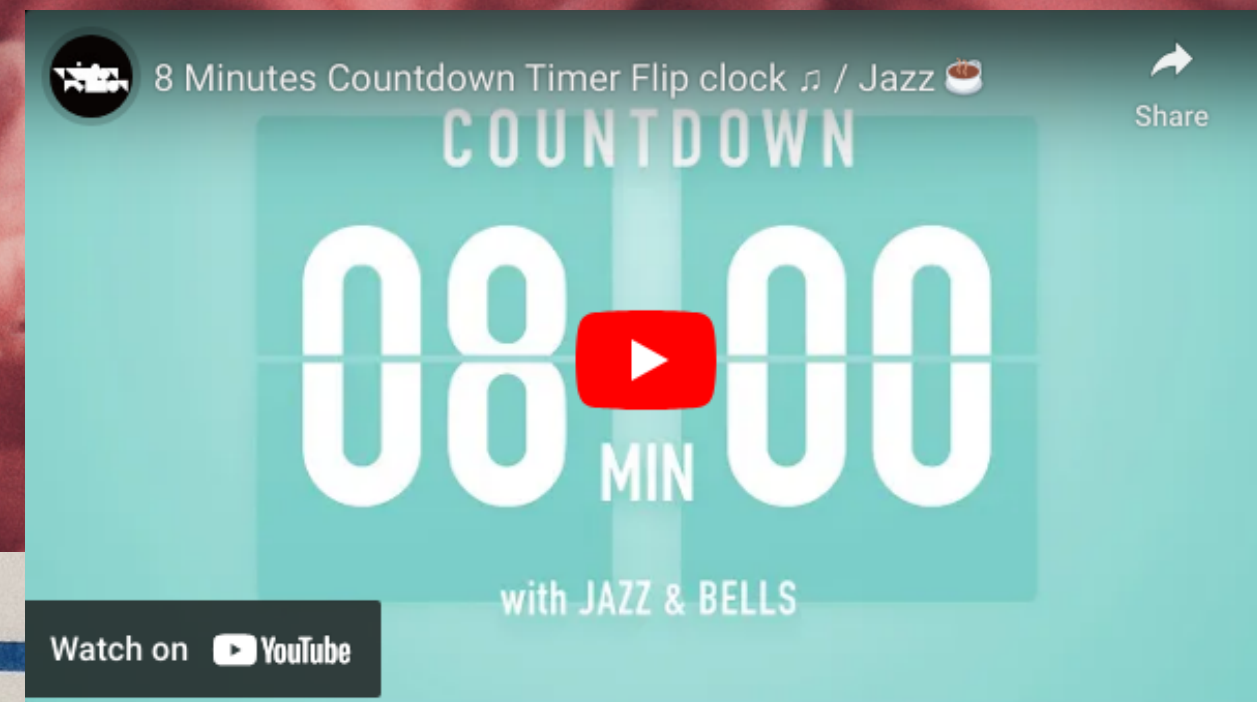 8 Minutes Countdown Timer Flip clock ♫ / Jazz ☕
Share
COUNTDOWN
08 00
MIN
with JAZZ & BELLS
Watch on YouTube